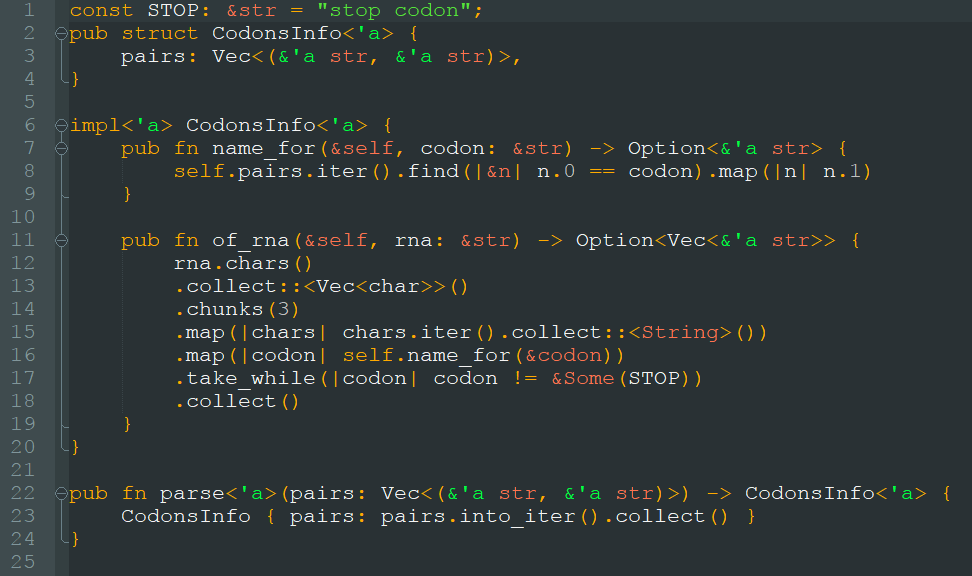 1 const STOP: &str = "stop codon";
2 pub struct CodonsInfo<'a> {
3     pairs: Vec<(&'a str, &'a str)>,
4 }
5
6 impl<'a> CodonsInfo<'a> {
7     pub fn name_for(&self, codon: &str) -> Option<&'a str> {
8         self.pairs.iter().find(|&n| n.0 == codon).map(|n| n.1)
9     }
10
11     pub fn of_rna(&self, rna: &str) -> Option<Vec<&'a str>> {
12         rna.chars()
13         .collect::<Vec<char>>()
14         .chunks(3)
15         .map(|chars| chars.iter().collect::<String>())
16         .map(|codon| self.name_for(&codon))
17         .take_while(|codon| codon != &Some(STOP))
18         .collect()
19     }
20 }
21
22 pub fn parse<'a>(pairs: Vec<(&'a str, &'a str)>) -> CodonsInfo<'a> {
23     CodonsInfo { pairs: pairs.into_iter().collect() }
24 }
25